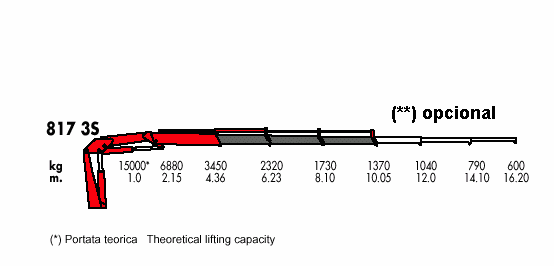 (**) opcional
817 3S
kg 15000* 6880 3450 2320 1730 1370 1040 790 600
m. 1.0 2.15 4.36 6.23 8.10 10.05 12.0 14.10 16.20
(*) Portata teorica Theoretical lifting capacity